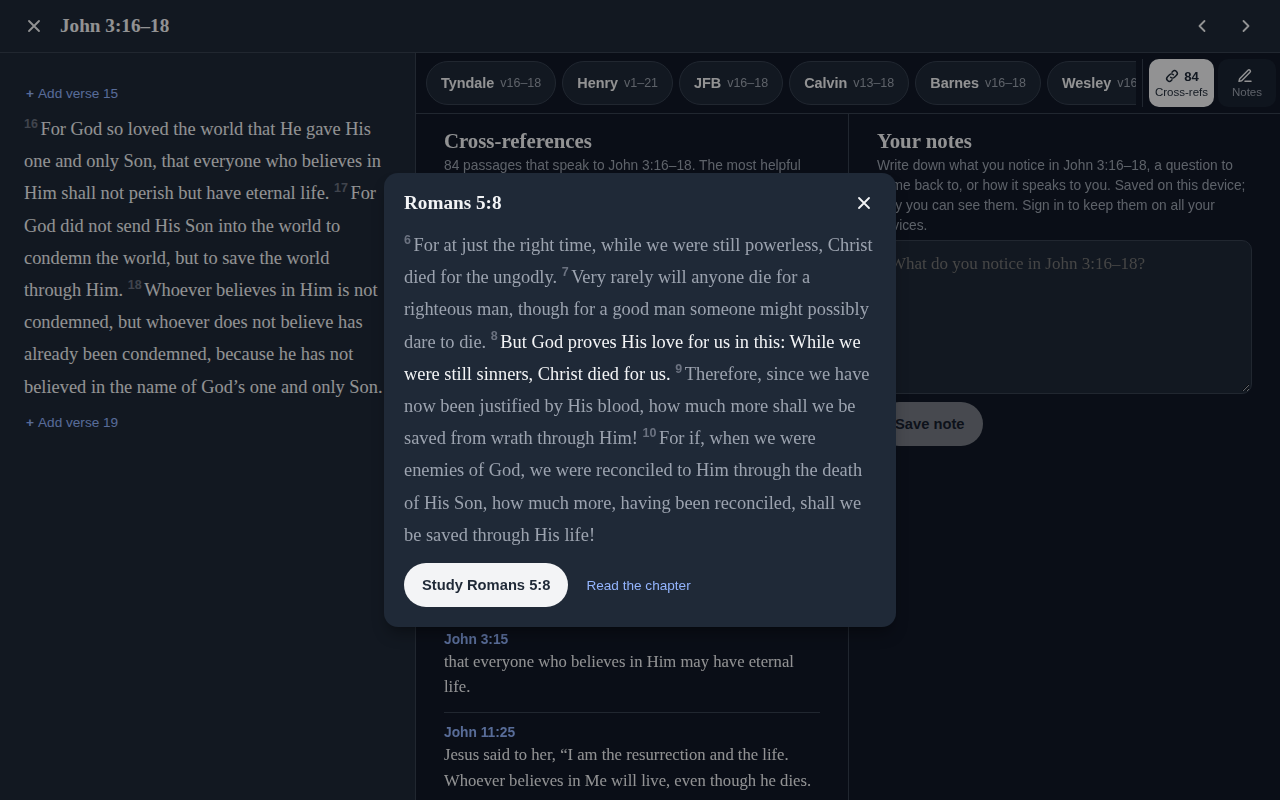 John 3:16–18
Tyndale v16–18
Henry v1–21
JFB v16–18
Calvin v13–18
Barnes v16–18
Wesley v16
84
Cross-refs
Notes
+ Add verse 15
16 For God so loved the world that He gave His
one and only Son, that everyone who believes in
Him shall not perish but have eternal life. 17 For
God did not send His Son into the world to
condemn the world, but to save the world
through Him. 18 Whoever believes in Him is not
condemned, but whoever does not believe has
already been condemned, because he has not
believed in the name of God’s one and only Son.
+ Add verse 19
Cross-references
84 passages that speak to John 3:16–18. The most helpful
Romans 5:8
6 For at just the right time, while we were still powerless, Christ
died for the ungodly. 7 Very rarely will anyone die for a
righteous man, though for a good man someone might possibly
dare to die. 8 But God proves His love for us in this: While we
were still sinners, Christ died for us. 9 Therefore, since we have
now been justified by His blood, how much more shall we be
saved from wrath through Him! 10 For if, when we were
enemies of God, we were reconciled to Him through the death
of His Son, how much more, having been reconciled, shall we
be saved through His life!
Study Romans 5:8
Read the chapter
John 3:15
that everyone who believes in Him may have eternal
life.
John 11:25
Jesus said to her, “I am the resurrection and the life.
Whoever believes in Me will live, even though he dies.
Your notes
Write down what you notice in John 3:16–18, a question to
me back to, or how it speaks to you. Saved on this device;
y you can see them. Sign in to keep them on all your
vices.
What do you notice in John 3:16–18?
Save note